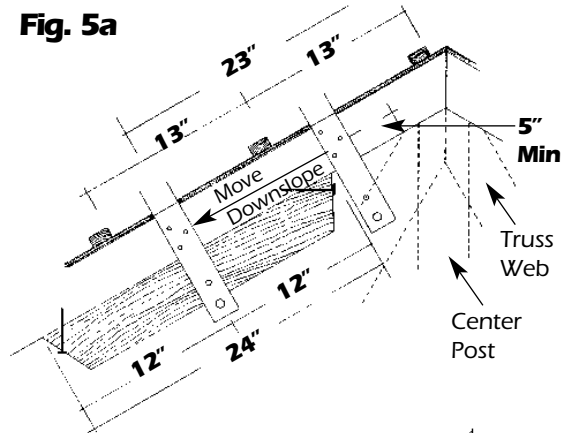 Fig. 5a
23"
13"
13"
5"
Min
Move
Downslope
Truss
Web
12"
Center
Post
12"
24"